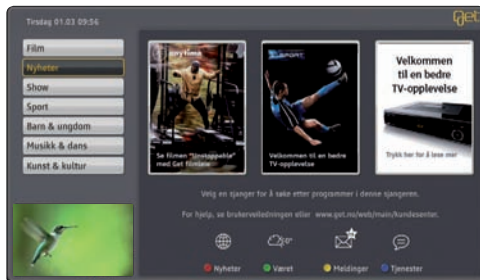 Tirsdag 01.03 09:56
Get
Film
Nyheter
Show
Sport
Barn & ungdom
Musikk & dans
Kunst & kultur
anytime
Se filmen "Unstoppable"
med Get filmleie
SPORT
Velkommen til en bedre
TV-opplevelse
Velkommen
til en bedre
TV-opplevelse
Trykk her for å lese mer
Velg en sjanger for å søke etter programmer i denne sjangeren.
For hjelp, se brukerveiledningen eller www.get.no/web/main/kundesenter.
Nyheter
Været
Meldinger
Tjenester